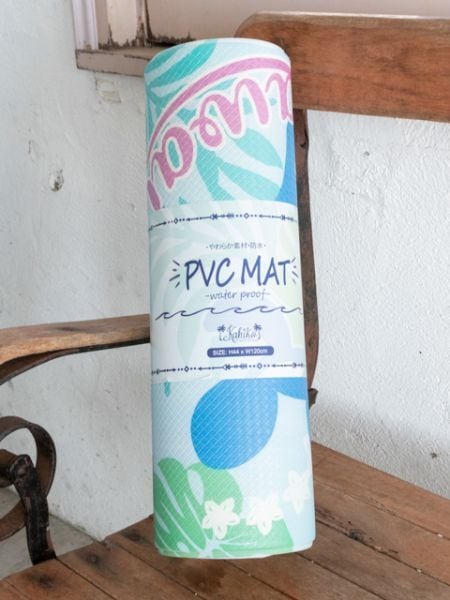 ・やわらか素材・防水・
PVC MAT
-water proof-
Kahiko
SIZE: H44 x W120cm